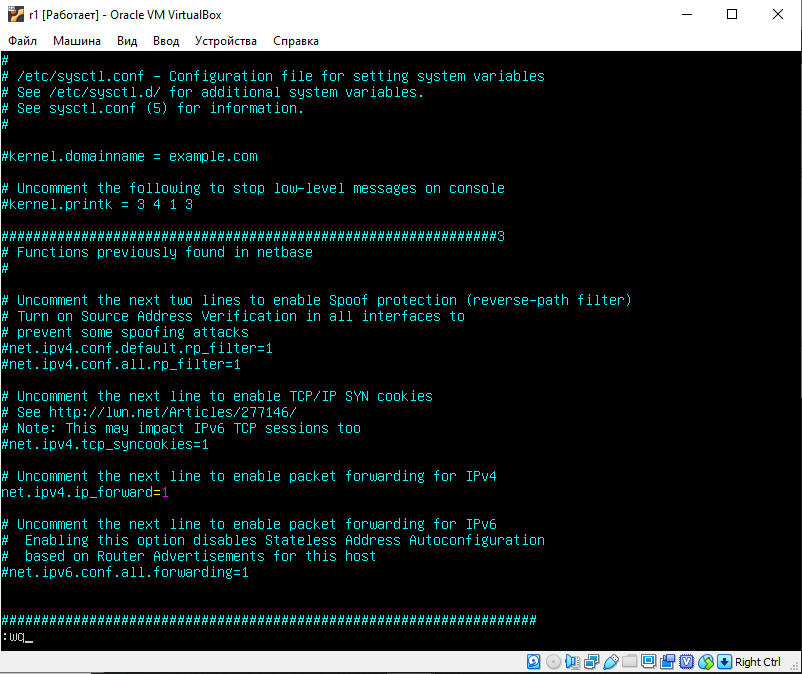 r1 [Работает] - Oracle VM VirtualBox
Файл Машина Вид Ввод Устройства Справка
#
# /etc/sysctl.conf - Configuration file for setting system variables
# See /etc/sysctl.d/ for additional system variables.
# See sysctl.conf (5) for information.
#
#kernel.domainname = example.com
# Uncomment the following to stop low-level messages on console
#kernel.printk = 3 4 1 3
##############################################################3
# Functions previously found in netbase
#
# Uncomment the next two lines to enable Spoof protection (reverse-path filter)
# Turn on Source Address Verification in all interfaces to
# prevent some spoofing attacks
#net.ipv4.conf.default.rp_filter=1
#net.ipv4.conf.all.rp_filter=1
# Uncomment the next line to enable TCP/IP SYN cookies
# See http://lwn.net/Articles/277146/
# Note: This may impact IPv6 TCP sessions too
#net.ipv4.tcp_syncookies=1
# Uncomment the next line to enable packet forwarding for IPv4
net.ipv4.ip_forward=1
# Uncomment the next line to enable packet forwarding for IPv6
#  Enabling this option disables Stateless Address Autoconfiguration
#  based on Router Advertisements for this host
#net.ipv6.conf.all.forwarding=1
###################################################################
:wq_
Right Ctrl